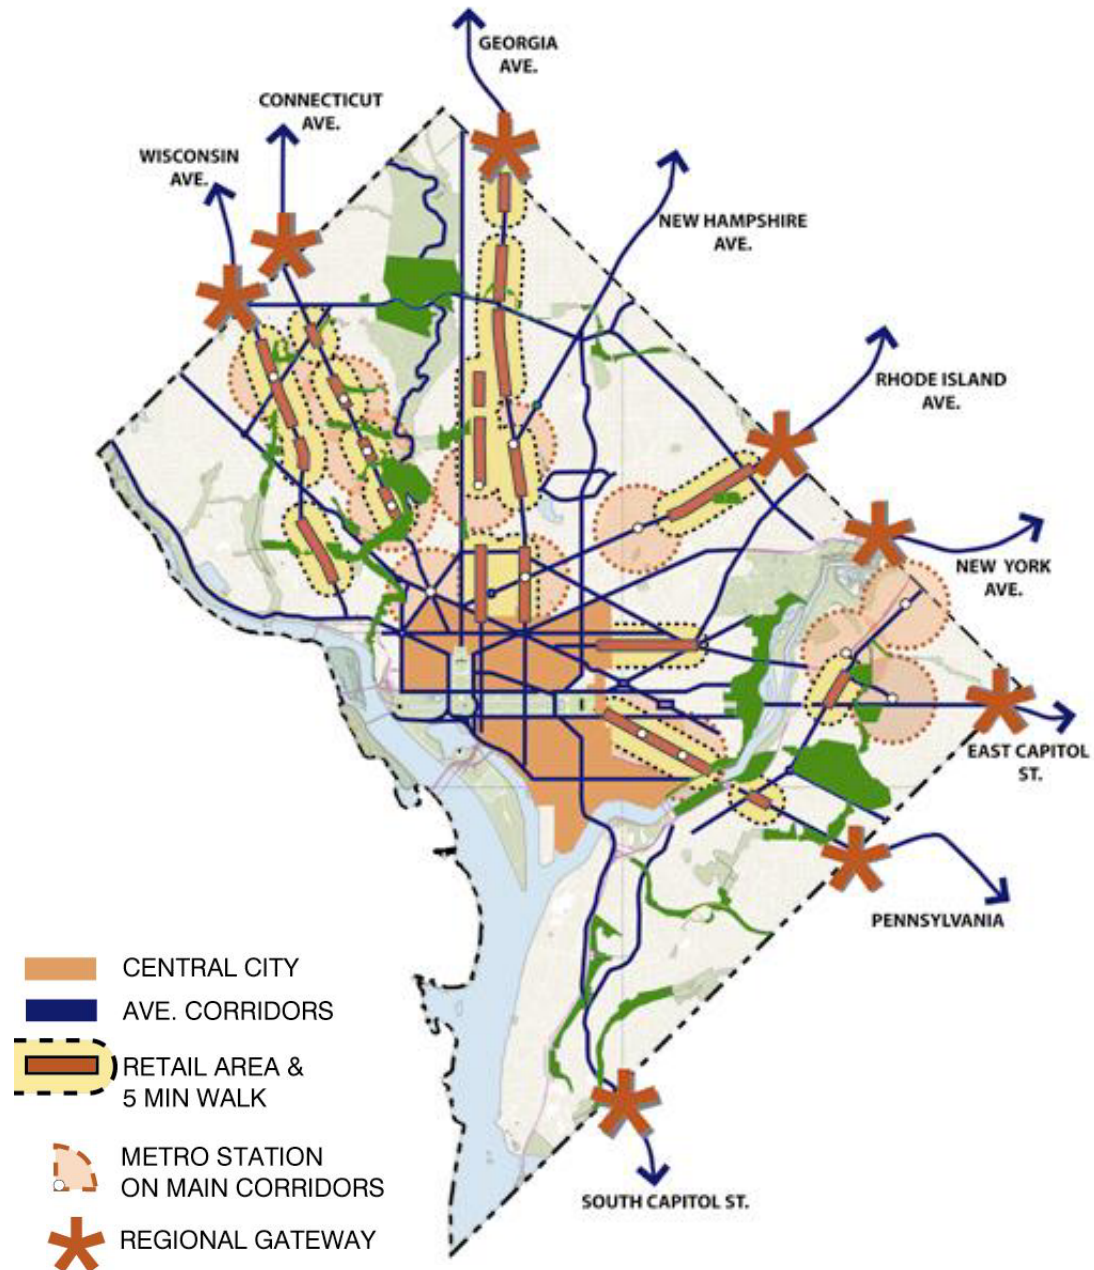 GEORGIA
AVE.
CONNECTICUT
AVE.
WISCONSIN
AVE.
NEW HAMPSHIRE
AVE.
RHODE ISLAND
AVE.
NEW YORK
AVE.
EAST CAPITOL
ST.
PENNSYLVANIA
SOUTH CAPITOL ST.
CENTRAL CITY
AVE. CORRIDORS
RETAIL AREA &
5 MIN WALK
METRO STATION
ON MAIN CORRIDORS
REGIONAL GATEWAY